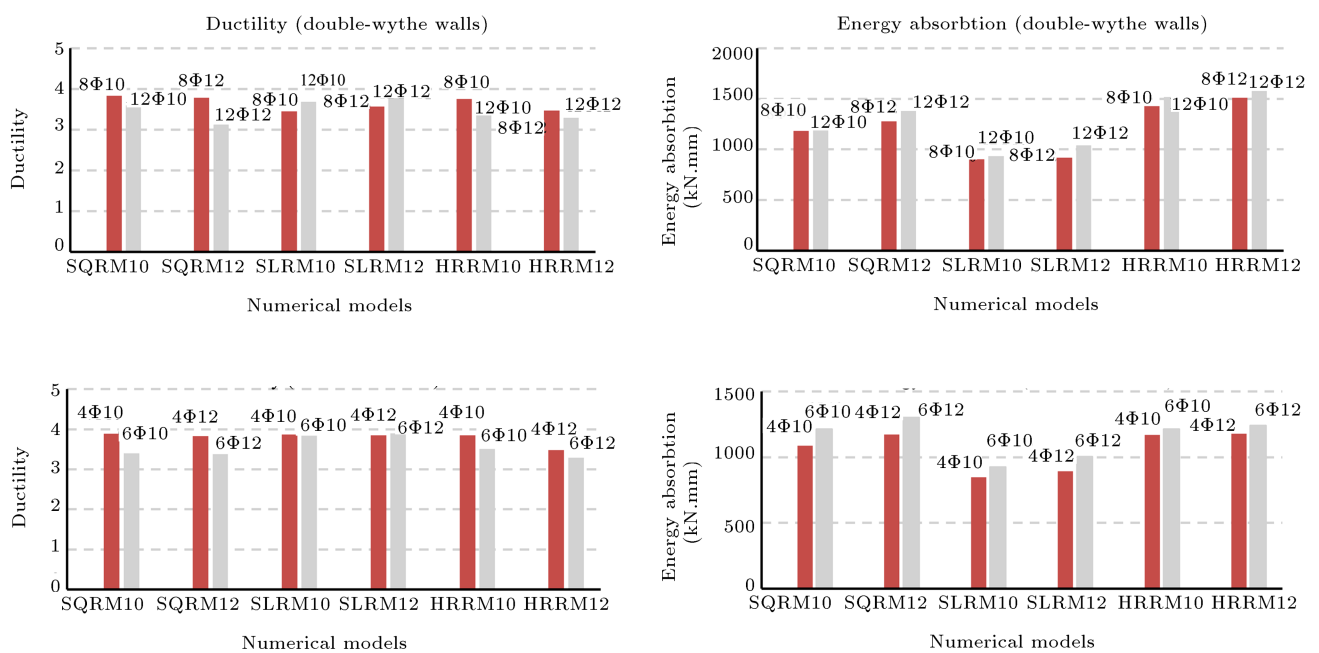 Ductility (double-wythe walls)
5
4
3
2
1
0
Ductility
8Φ10
12Φ10
8Φ12
12Φ12
8Φ10
12Φ10
8Φ12
12Φ12
8Φ10
12Φ10
8Φ12
12Φ12
SQRM10 SQRM12 SLRM10 SLRM12 HRRM10 HRRM12
Numerical models
Energy absorbtion (double-wythe walls)
2000
1500
1000
500
0
Energy absorbtion
(kN.mm)
8Φ10
12Φ10
8Φ12
12Φ12
8Φ10
12Φ10
8Φ12
12Φ12
8Φ10
12Φ10
8Φ12
12Φ12
SQRM10 SQRM12 SLRM10 SLRM12 HRRM10 HRRM12
Numerical models
5
4
3
2
1
0
Ductility
4Φ10
6Φ10
4Φ12
6Φ12
4Φ10
6Φ10
4Φ12
6Φ12
4Φ10
6Φ10
4Φ12
6Φ12
SQRM10 SQRM12 SLRM10 SLRM12 HRRM10 HRRM12
Numerical models
1500
1000
500
0
Energy absorbtion
(kN.mm)
4Φ10
6Φ10
4Φ12
6Φ12
4Φ10
6Φ10
4Φ12
6Φ12
4Φ10
6Φ10
4Φ12
6Φ12
SQRM10 SQRM12 SLRM10 SLRM12 HRRM10 HRRM12
Numerical models